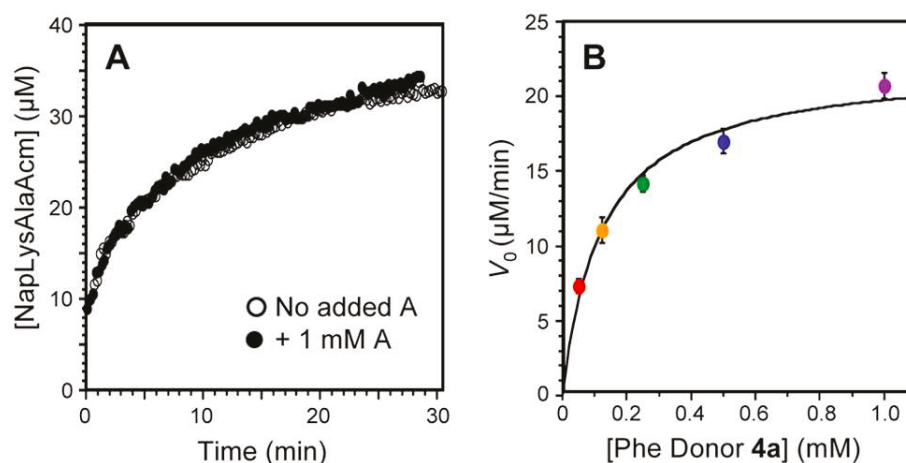 A
[NapLysAlaAcm] (µM)
40
30
20
10
0
0 10 20 30
Time (min)
No added A
+ 1 mM A
B
V0 (µM/min)
25
20
15
10
5
0
0 0.2 0.4 0.6 0.8 1.0
[Phe Donor 4a] (mM)